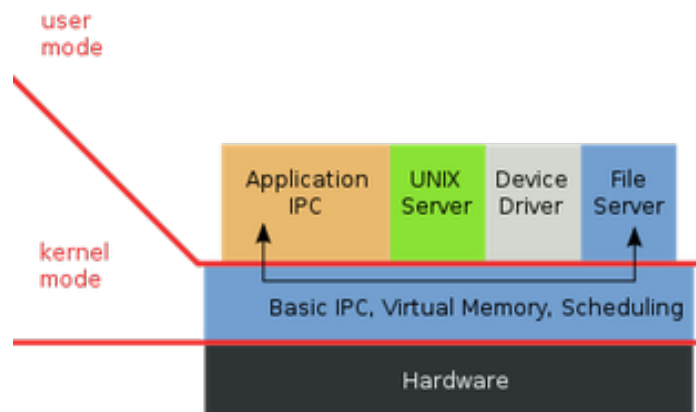 user
mode
Application
IPC
UNIX
Server
Device
Driver
File
Server
kernel
mode
Basic IPC, Virtual Memory, Scheduling
Hardware